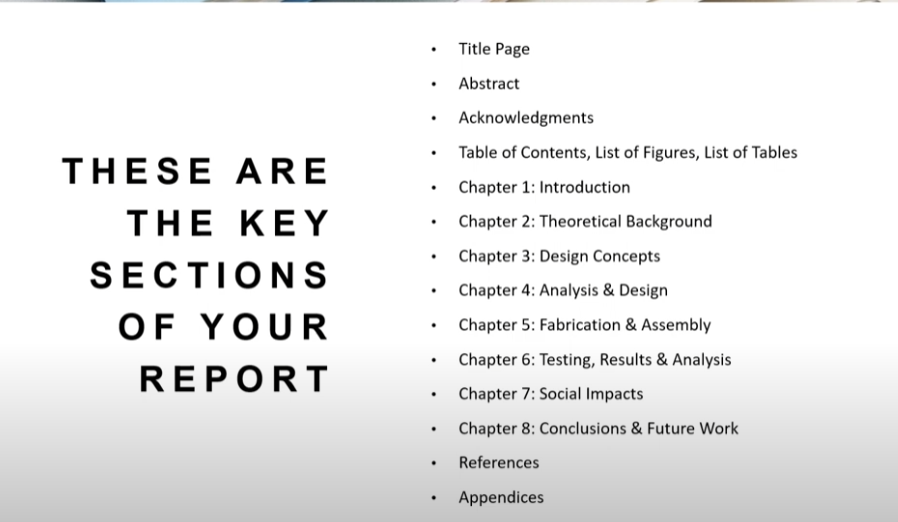 THESE ARE
THE KEY
SECTIONS
OF YOUR
REPORT
• Title Page
• Abstract
• Acknowledgments
• Table of Contents, List of Figures, List of Tables
• Chapter 1: Introduction
• Chapter 2: Theoretical Background
• Chapter 3: Design Concepts
• Chapter 4: Analysis & Design
• Chapter 5: Fabrication & Assembly
• Chapter 6: Testing, Results & Analysis
• Chapter 7: Social Impacts
• Chapter 8: Conclusions & Future Work
• References
• Appendices